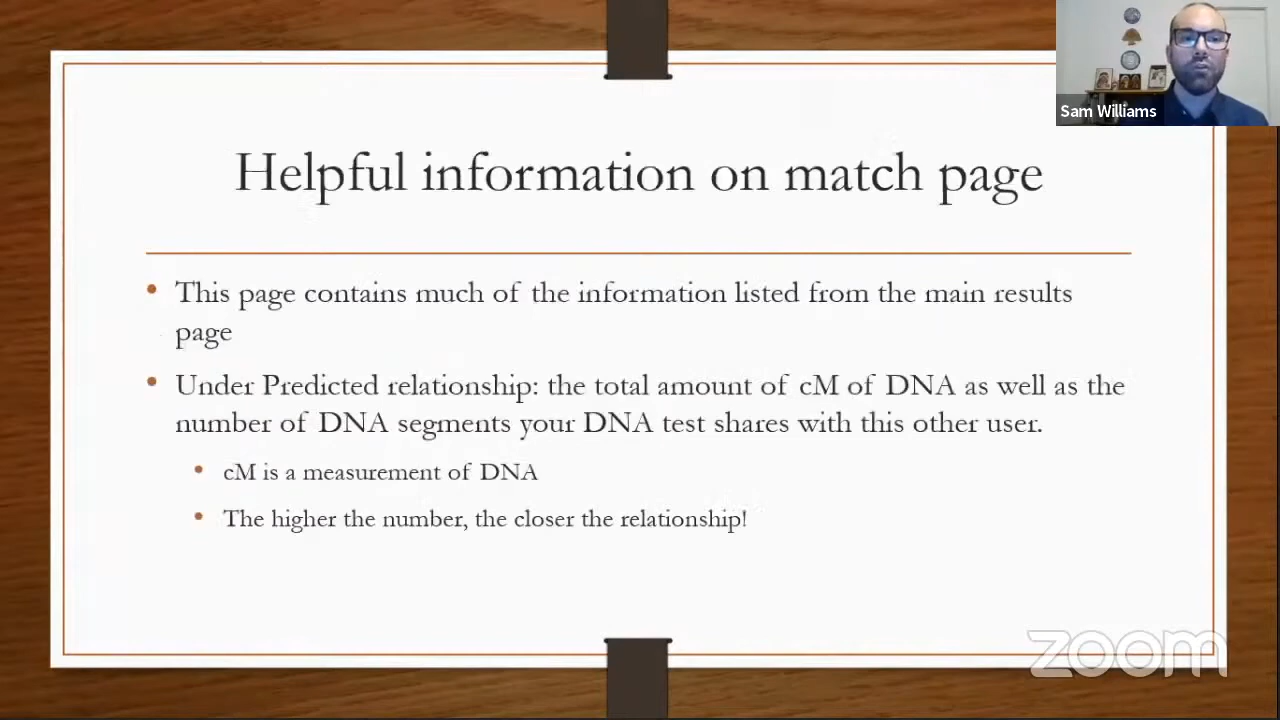 Sam Williams
Helpful information on match page
• This page contains much of the information listed from the main results
page
• Under Predicted relationship: the total amount of cM of DNA as well as the
number of DNA segments your DNA test shares with this other user.
• cM is a measurement of DNA
• The higher the number, the closer the relationship!
zoom